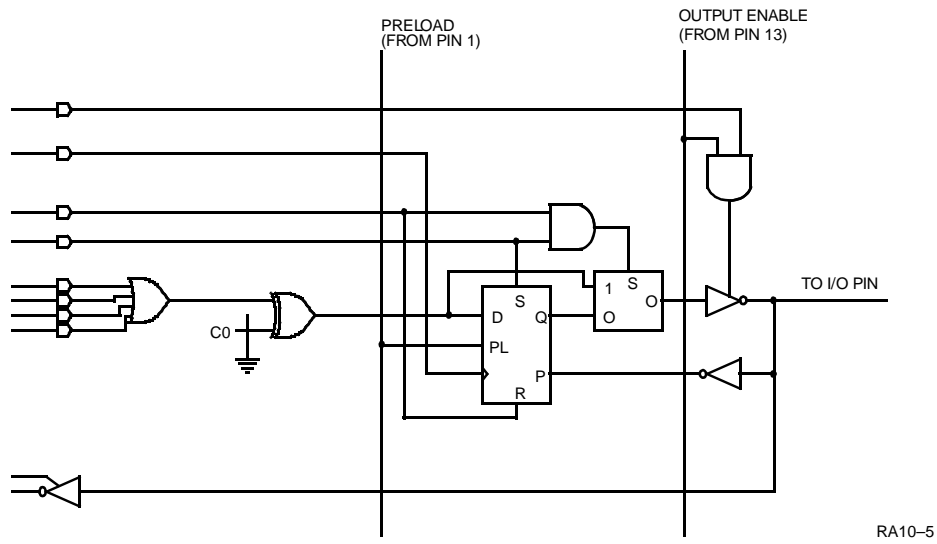 PRELOAD
(FROM PIN 1)
OUTPUT ENABLE
(FROM PIN 13)
S
1
S
O
O
TO I/O PIN
S
D
Q
C0
PL
P
R
RA10–5